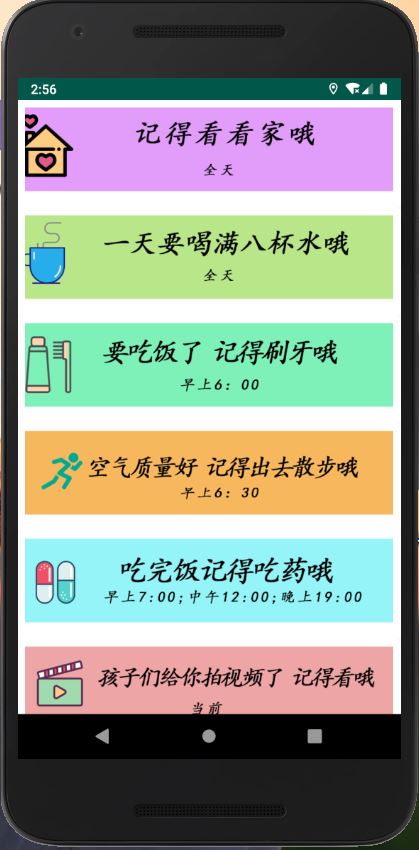 2:56
记得看看家哦
全天
一天要喝满八杯水哦
全天
要吃饭了 记得刷牙哦
早上6：00
空气质量好 记得出去散步哦
早上6：30
吃完饭记得吃药哦
早上7:00;中午12:00;晚上19:00
孩子们给你拍视频了 记得看哦
当前